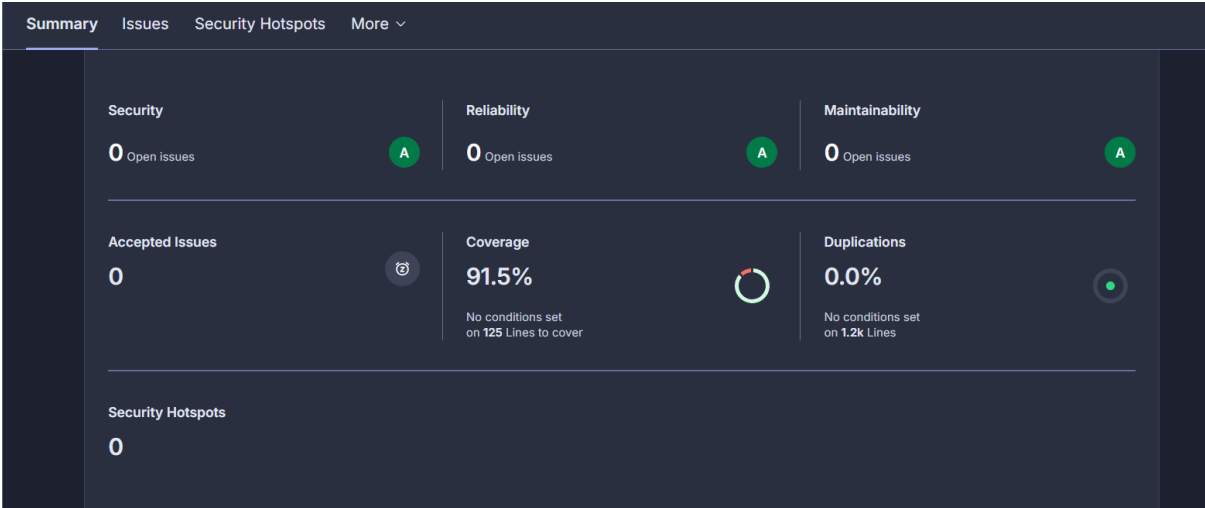 Summary Issues Security Hotspots More
Security Reliability Maintainability
0 Open issues A 0 Open issues A 0 Open issues A
Accepted Issues Coverage Duplications
0 z 91.5% 0.0%
No conditions set No conditions set
on 125 Lines to cover on 1.2k Lines
Security Hotspots
0